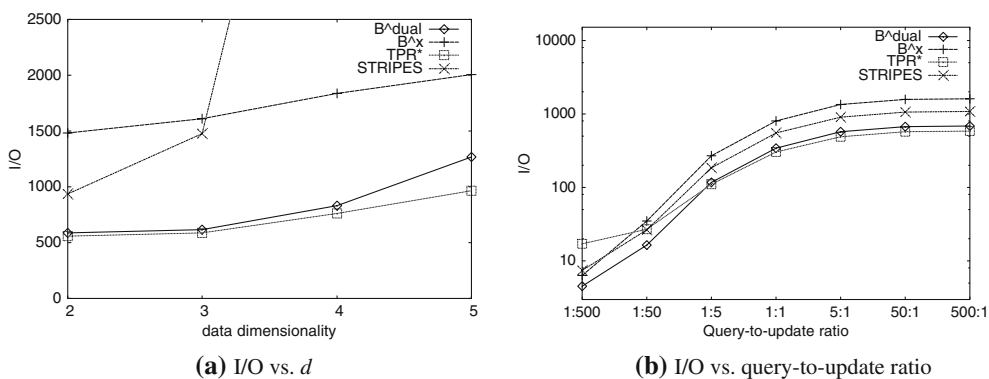 2500
2000
1500
1000
500
0
I/O
2
3
4
5
data dimensionality
B^dual
B^x
TPR*
STRIPES
(a) I/O vs. d
10000
1000
100
10
I/O
1:500
1:50
1:5
1:1
5:1
50:1
500:1
Query-to-update ratio
B^dual
B^x
TPR*
STRIPES
(b) I/O vs. query-to-update ratio